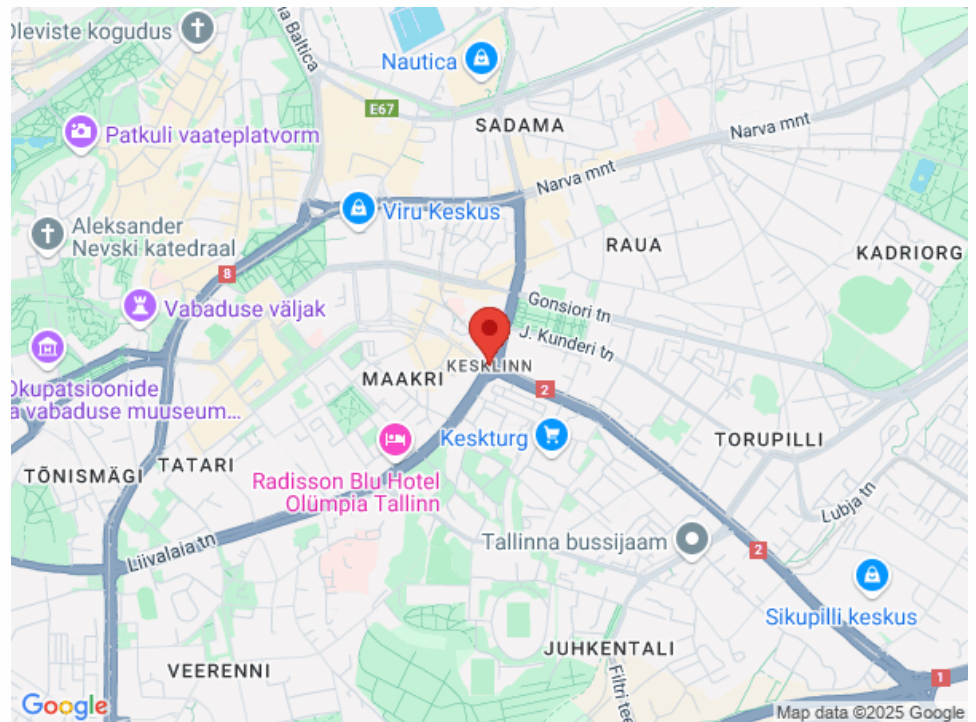 Oleviste kogudus
Baltica
Nautica
E67
SADAMA
Narva mnt
Patkuli vaateplatvorm
Narva mnt
Viru Keskus
Aleksander
Nevski katedraal
RAUA
KADRIORG
8
Vabaduse väljak
Gonsiori tn
J. Kunderi tn
KESKLINN
MAAKRI
2
Okupatsioonide
a vabaduse muuseum...
Keskturg
TORUPILLI
TÕNISMÄGI
TATARI
Radisson Blu Hotel
Olümpia Tallinn
Lubja tn
Liivalaia tn
Tallinna bussijaam
2
Sikupilli keskus
JUHKENTALI
VEERENNI
Filtri tee
1
Google
Map data ©2025 Google